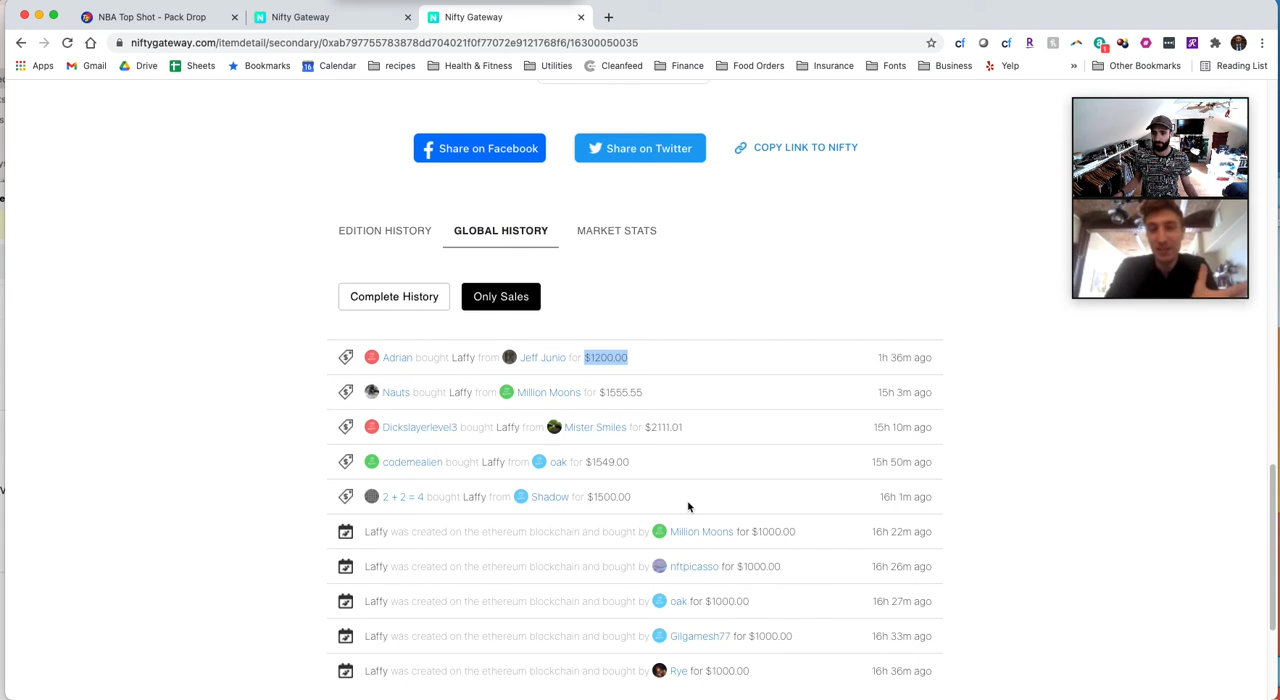 NBA Top Shot - Pack Drop
Nifty Gateway
Nifty Gateway
niftygateway.com/itemdetail/secondary/0xab797755783878dd704021f0f77072e9121768f6/16300050035
Apps Gmail Drive Sheets Bookmarks 16 Calendar recipes Health & Fitness Utilities Cleanfeed Finance Food Orders Insurance Fonts Business Yelp » Other Bookmarks Reading List
Share on Facebook Share on Twitter COPY LINK TO NIFTY
EDITION HISTORY GLOBAL HISTORY MARKET STATS
Complete History Only Sales
Adrian bought Laffy from Jeff Junio for $1200.00 1h 36m ago
Nauts bought Laffy from Million Moons for $1555.55 15h 3m ago
Dickslayerlevel3 bought Laffy from Mister Smiles for $2111.01 15h 10m ago
codemealien bought Laffy from oak for $1549.00 15h 50m ago
2 + 2 = 4 bought Laffy from Shadow for $1500.00 16h 1m ago
Laffy was created on the ethereum blockchain and bought by Million Moons for $1000.00 16h 22m ago
Laffy was created on the ethereum blockchain and bought by nftpicasso for $1000.00 16h 26m ago
Laffy was created on the ethereum blockchain and bought by oak for $1000.00 16h 27m ago
Laffy was created on the ethereum blockchain and bought by Gilgamesh77 for $1000.00 16h 33m ago
Laffy was created on the ethereum blockchain and bought by Rye for $1000.00 16h 36m ago